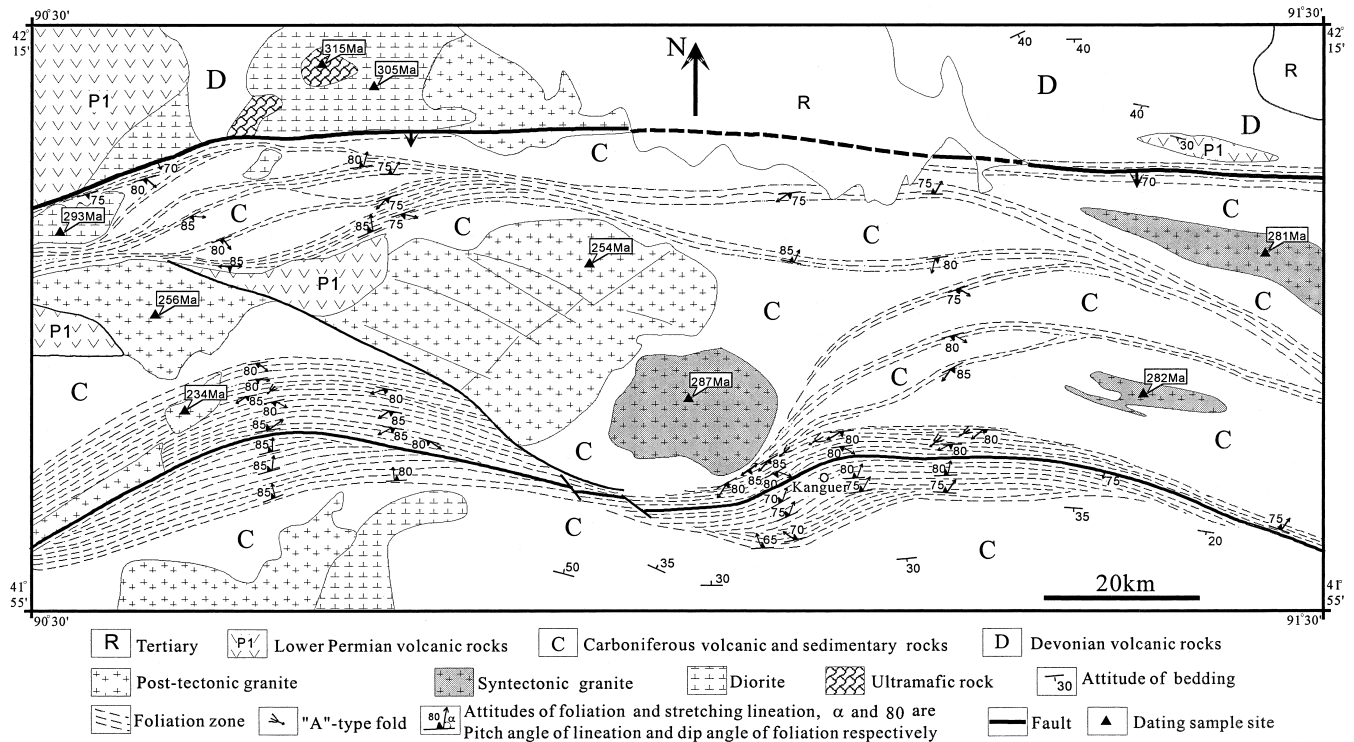 90°30' 91°30'
42° 15' 42° 15'
N
P1 D 315Ma 305Ma R D 40 40 R
40 D
30 P1
C
80 75 70 80 75
75 70
293Ma C 85 75 85 75 C 75 C C
281Ma
80 85 254Ma 85 80
P1 256Ma C 75 C C
P1
80 C
287Ma 85 282Ma
C 80 80 85 80 80
234Ma
85 85 85 80 C C
85 80
85 80 85 80 80 80
85 80 80 80
Kanguer 75
70 75 75
75
C 70 65 35 20
C C
50 35 30 30
20km
41° 55' 41° 55'
90°30' 91°30'
R Tertiary P1 Lower Permian volcanic rocks C Carboniferous volcanic and sedimentary rocks D Devonian volcanic rocks
Post-tectonic granite Syntectonic granite Diorite Ultramafic rock 30 Attitude of bedding
Foliation zone "A"-type fold 80 α Attitudes of foliation and stretching lineation, α and 80 are
Pitch angle of lineation and dip angle of foliation respectively Fault Dating sample site